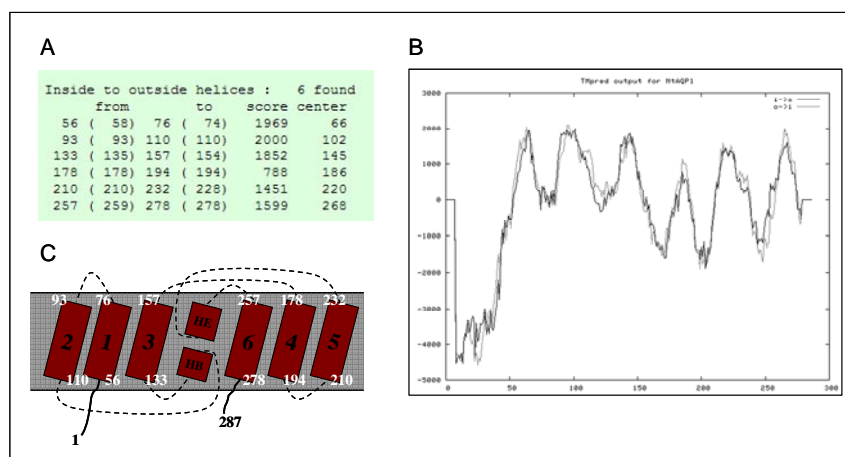 A
Inside to outside helices : 6 found
from to score center
56 ( 58) 76 ( 74) 1969 66
93 ( 93) 110 ( 110) 2000 102
133 ( 135) 157 ( 154) 1852 145
178 ( 178) 194 ( 194) 788 186
210 ( 210) 232 ( 228) 1451 220
257 ( 259) 278 ( 278) 1599 268
B
TMpred output for MtAQP1
i->o
o->i
3000
2000
1000
0
-1000
-2000
-3000
-4000
-5000
0 50 100 150 200 250 300
C
93 76 157 257 178 232
HE
2 1 3 6 4 5
HB
110 56 133 278 194 210
1
287